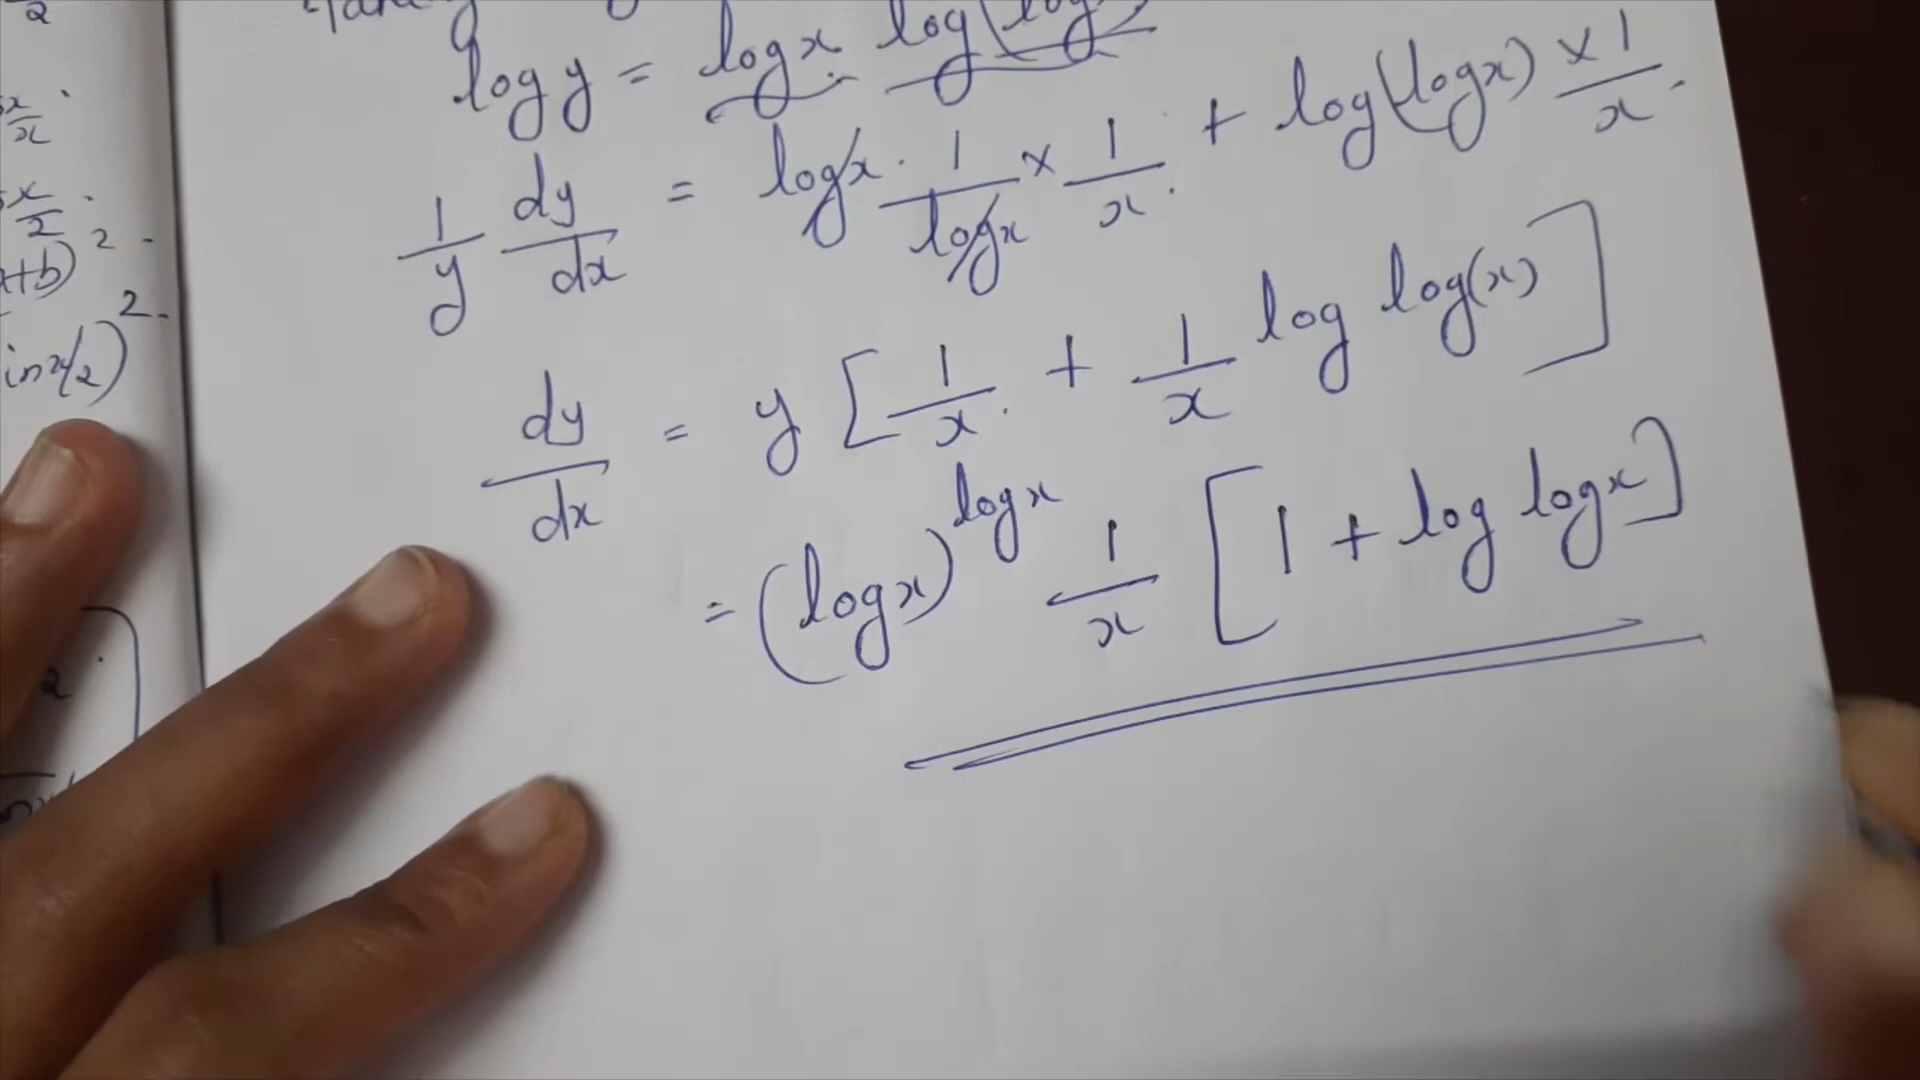 Taking
log y = log x log(log x)
1/y dy/dx = log x . 1/log x × 1/x + log(log x) × 1/x
dy/dx = y [1/x + 1/x log log(x)]
= (log x)^log x 1/x [1 + log log x]